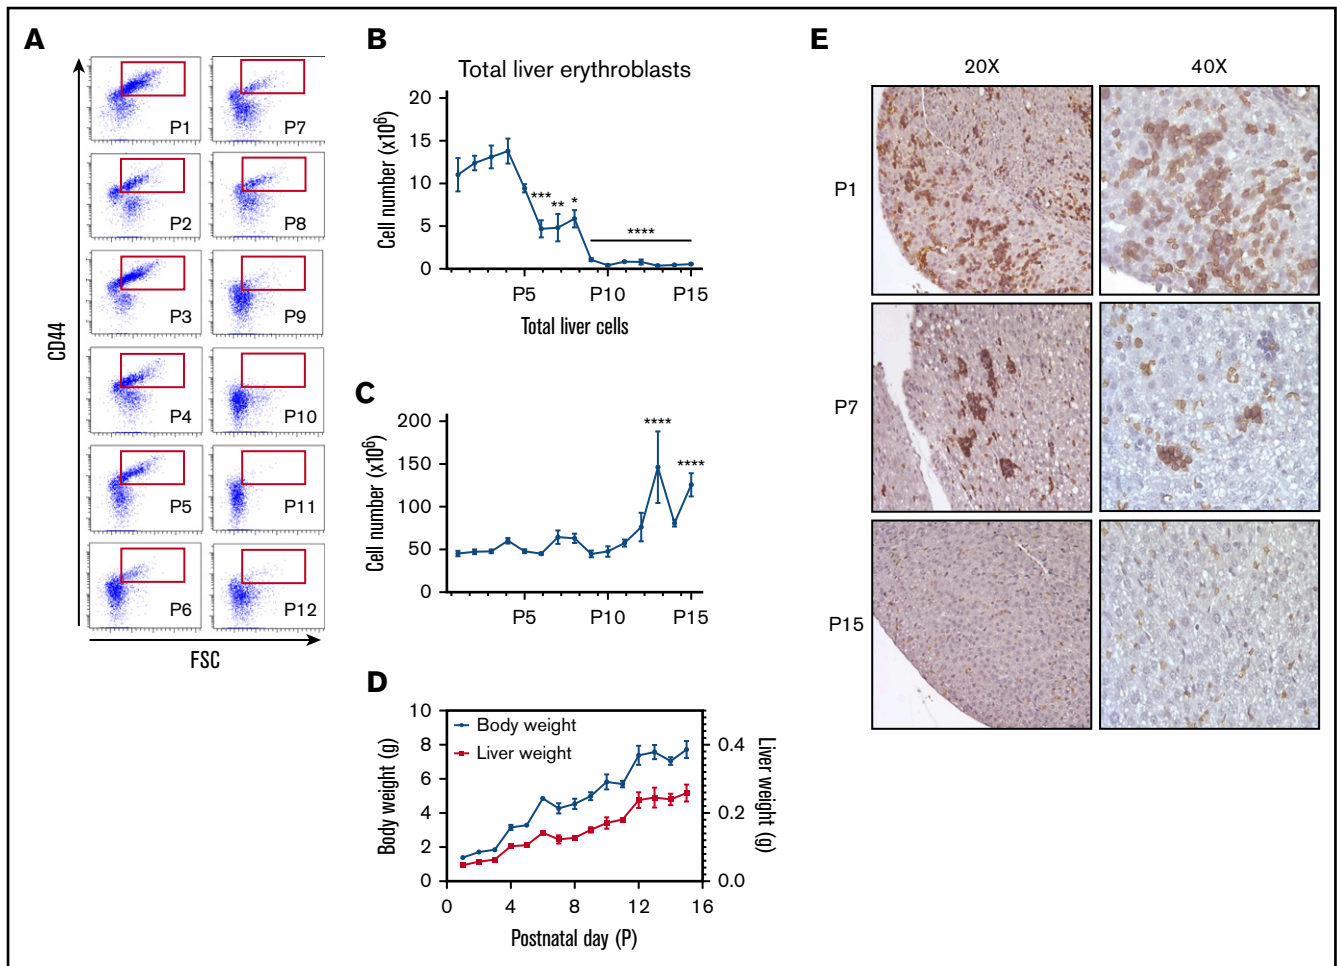 A
P1
P7
P2
P8
P3
P9
P4
P10
P5
P11
P6
P12
CD44
FSC
B
Total liver erythroblasts
Cell number (x10⁶)
20
15
10
5
0
***
**
*
****
P5
P10
P15
Total liver cells
C
Cell number (x10⁶)
200
150
100
50
0
****
****
P5
P10
P15
D
Body weight (g)
10
8
6
4
2
0
Body weight
Liver weight
0.4
0.2
0.0
Liver weight (g)
0
4
8
12
16
Postnatal day (P)
E
20X
40X
P1
P7
P15